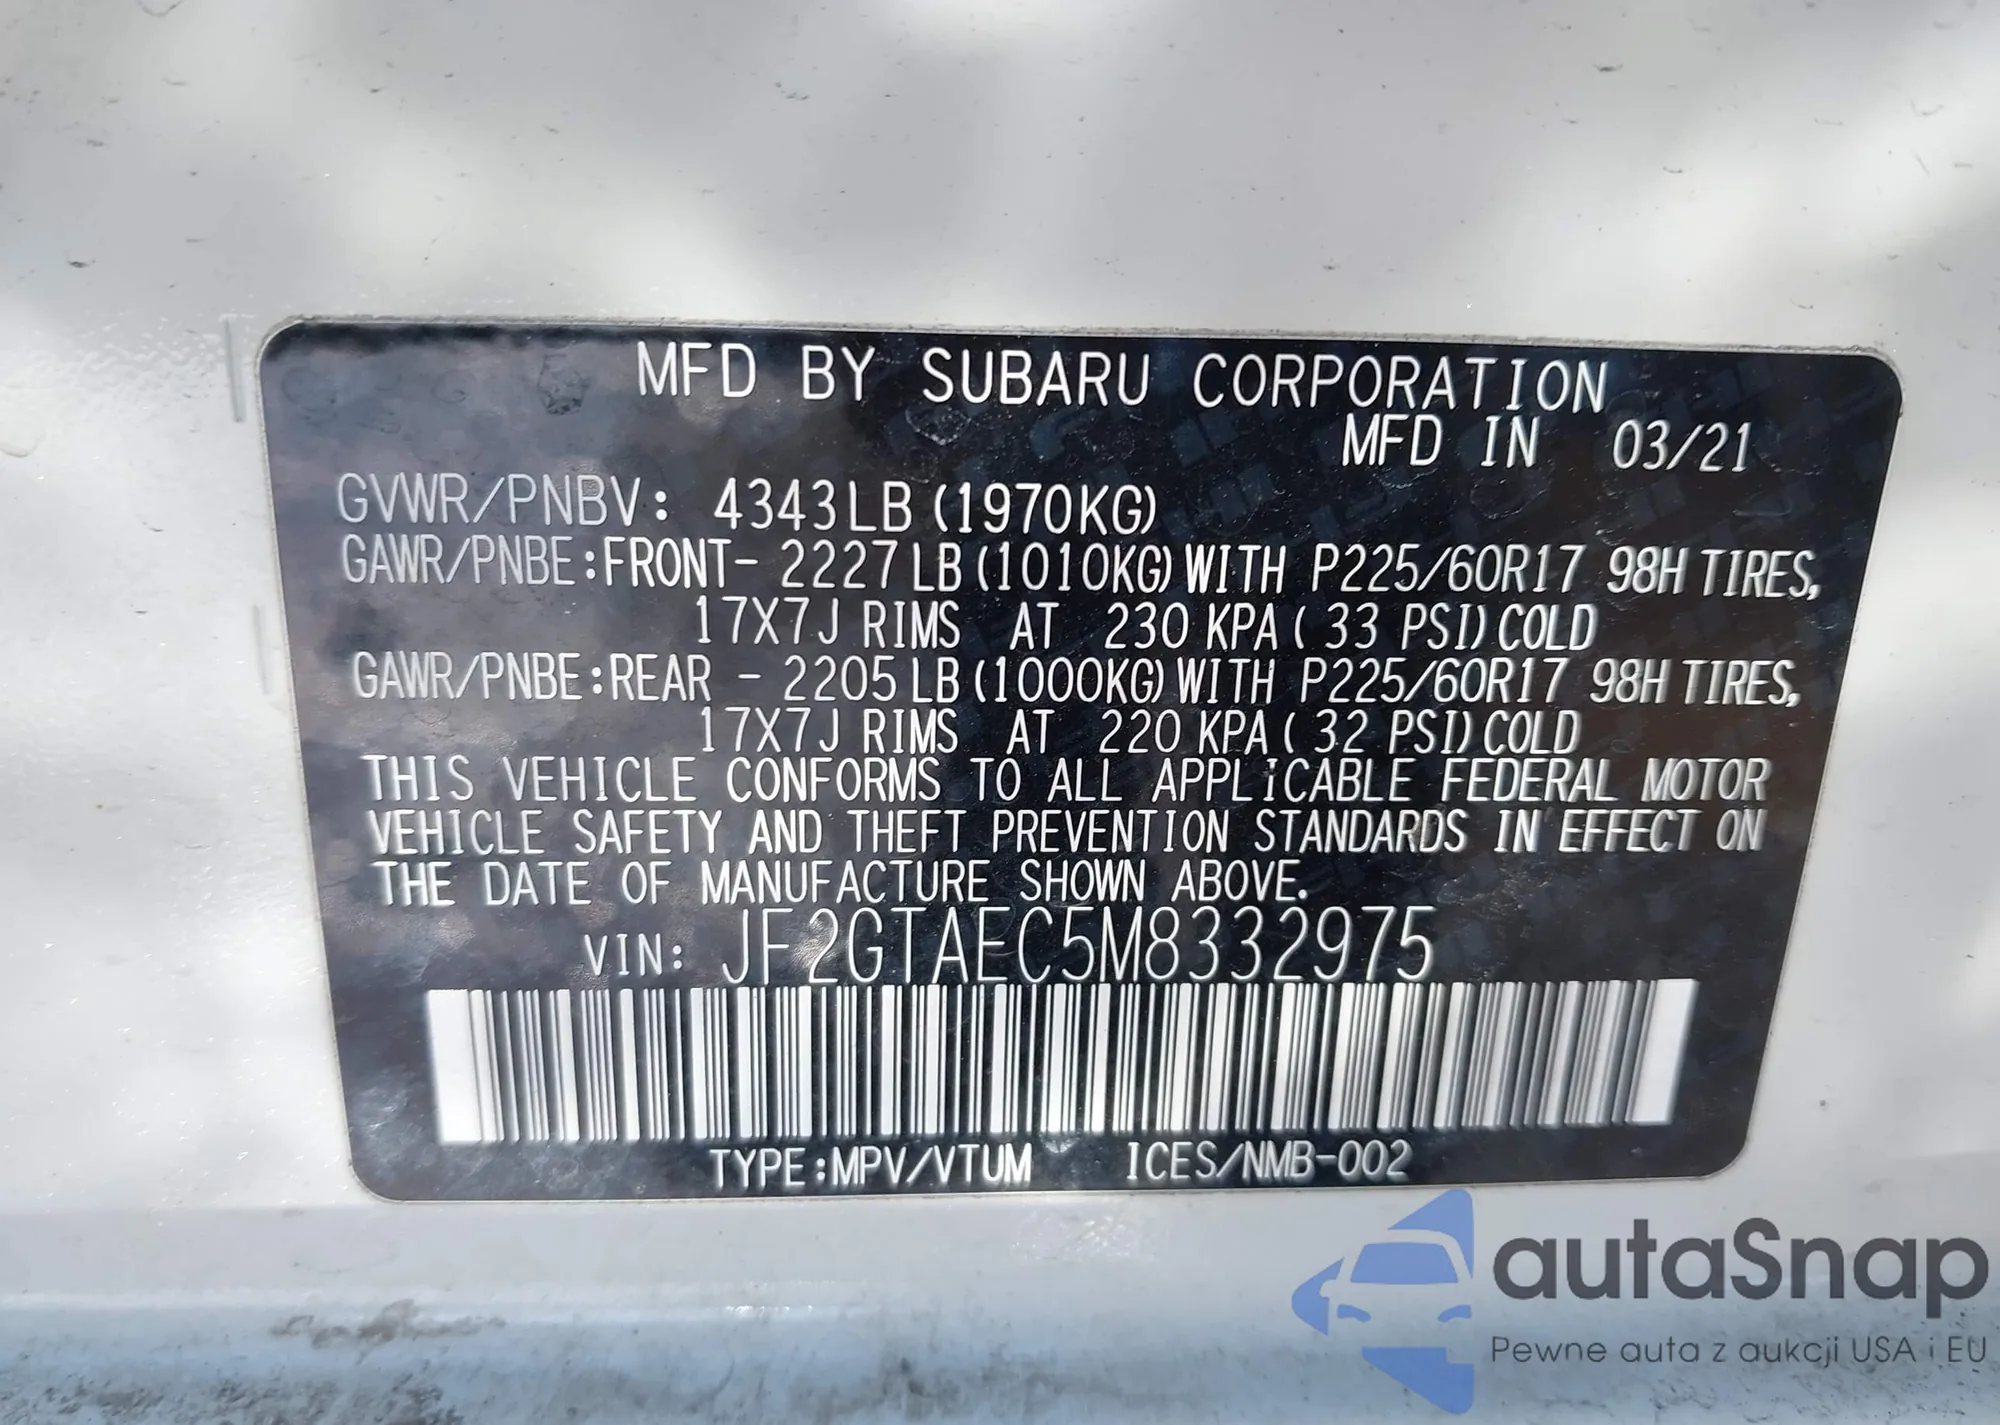 MFD BY SUBARU CORPORATION
MFD IN 03/21
GVWR/PNBV: 4343LB (1970KG)
GAWR/PNBE:FRONT- 2227LB (1010KG) WITH P225/60R17 98H TIRES,
17X7J RIMS AT 230 KPA ( 33 PSI) COLD
GAWR/PNBE:REAR - 2205LB (1000KG) WITH P225/60R17 98H TIRES,
17X7J RIMS AT 220 KPA ( 32 PSI) COLD
THIS VEHICLE CONFORMS TO ALL APPLICABLE FEDERAL MOTOR
VEHICLE SAFETY AND THEFT PREVENTION STANDARDS IN EFFECT ON
THE DATE OF MANUFACTURE SHOWN ABOVE.
VIN: JF2GTAEC5M8332975
TYPE:MPV/VTUM ICES/NMB-002
autaSnap
Pewne auta z aukcji USA i EU